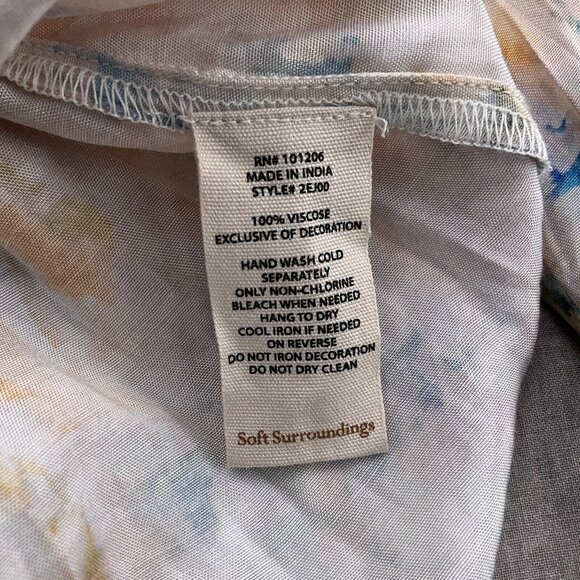 RN# 101206
MADE IN INDIA
STYLE# 2EJ00
100% VISCOSE
EXCLUSIVE OF DECORATION
HAND WASH COLD
SEPARATELY
ONLY NON-CHLORINE
BLEACH WHEN NEEDED
HANG TO DRY
COOL IRON IF NEEDED
ON REVERSE
DO NOT IRON DECORATION
DO NOT DRY CLEAN
Soft Surroundings